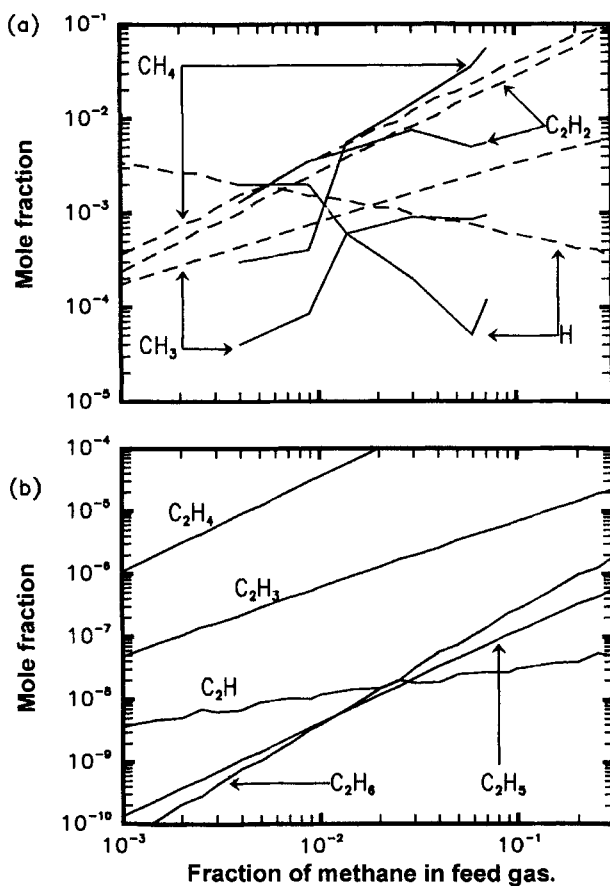 (a)
10⁻¹
10⁻²
10⁻³
10⁻⁴
10⁻⁵
Mole fraction
CH₄
C₂H₂
CH₃
H
(b)
10⁻⁴
10⁻⁵
10⁻⁶
10⁻⁷
10⁻⁸
10⁻⁹
10⁻¹⁰
Mole fraction
C₂H₄
C₂H₃
C₂H
C₂H₆
C₂H₅
10⁻³
10⁻²
10⁻¹
Fraction of methane in feed gas.